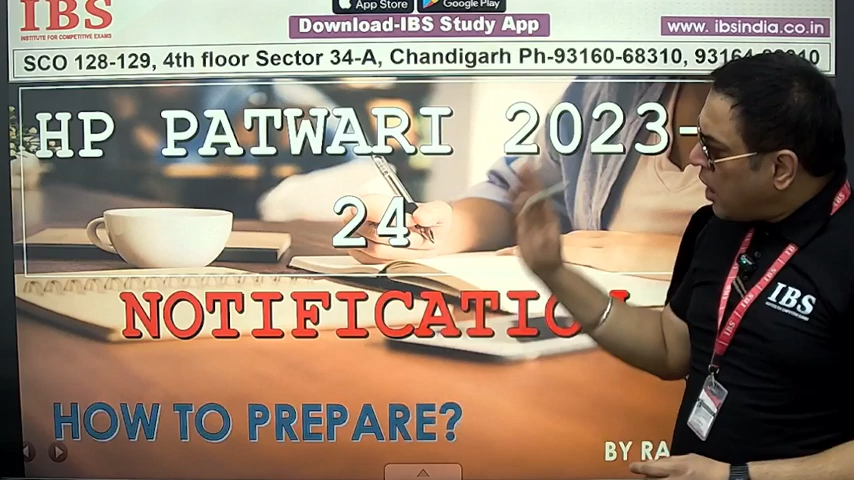 App Store
Google Play
IBS
INSTITUTE FOR COMPETITIVE EXAMS
Download-IBS Study App
www. ibsindia.co.in
SCO 128-129, 4th floor Sector 34-A, Chandigarh Ph-93160-68310, 93164
HP PATWARI 2023-
24
NOTIFICATIO
HOW TO PREPARE?
BY RA
IBS